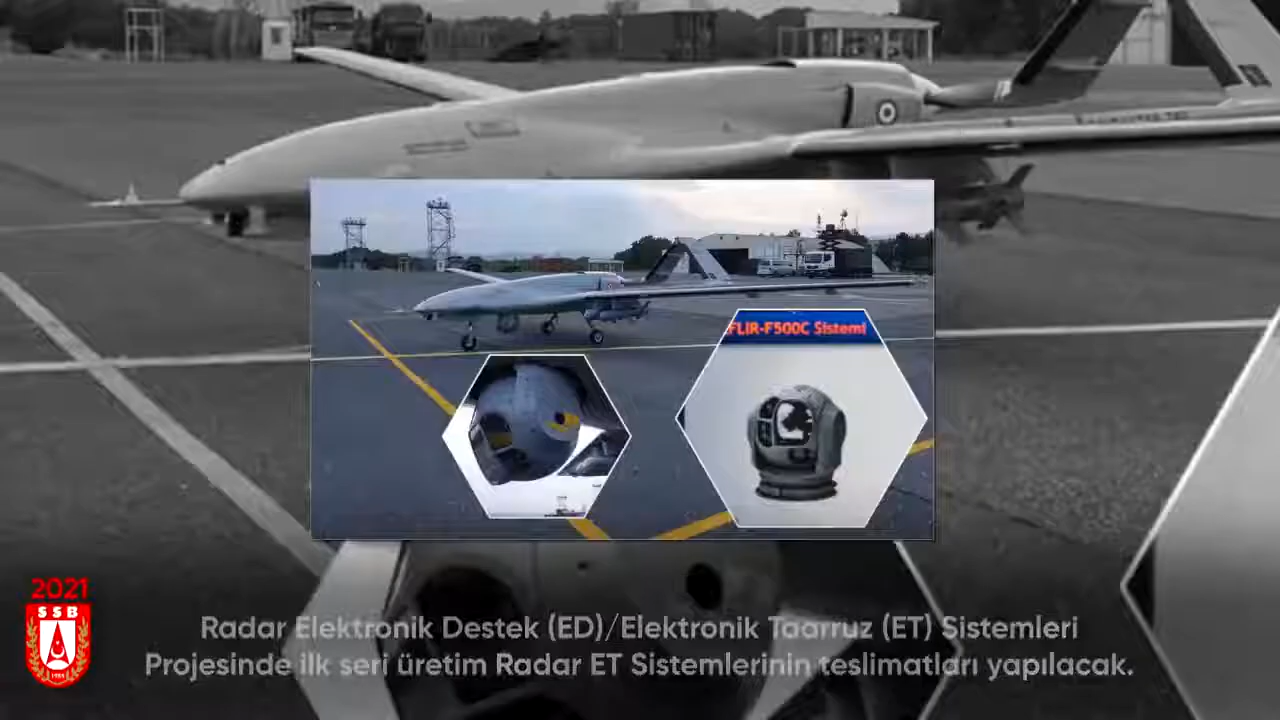 FLIR-F500C Sistemi
2021
SSB
Radar Elektronik Destek (ED)/Elektronik Taarruz (ET) Sistemleri
Projesinde ilk seri üretim Radar ET Sistemlerinin teslimatları yapılacak.